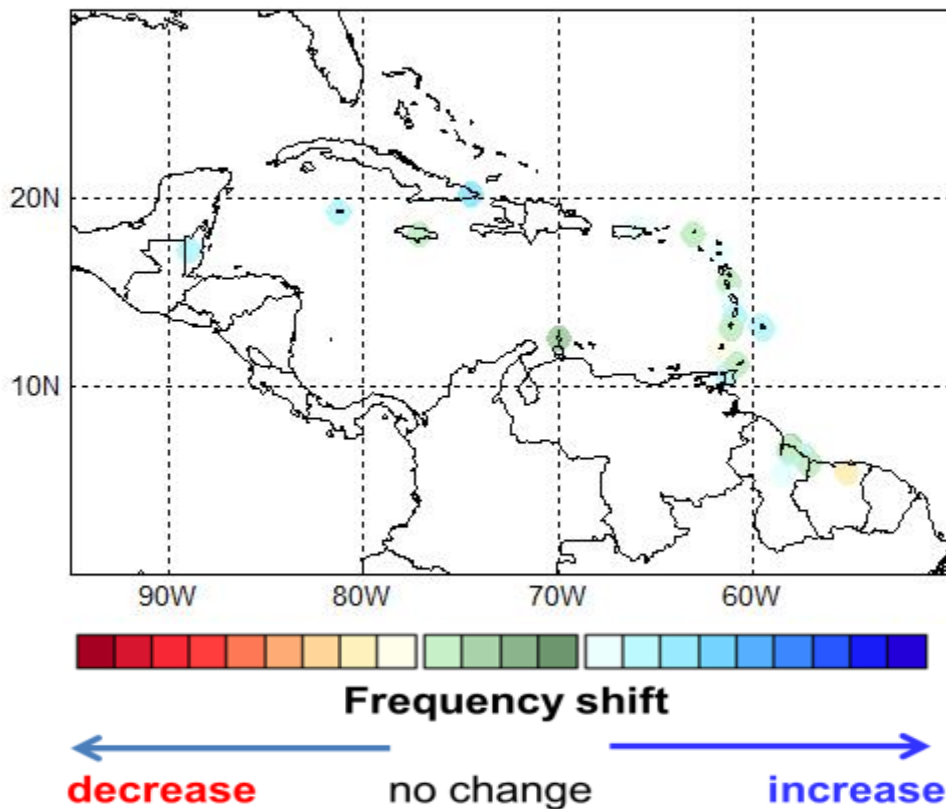 20N
10N
90W 80W 70W 60W
Frequency shift
decrease no change increase